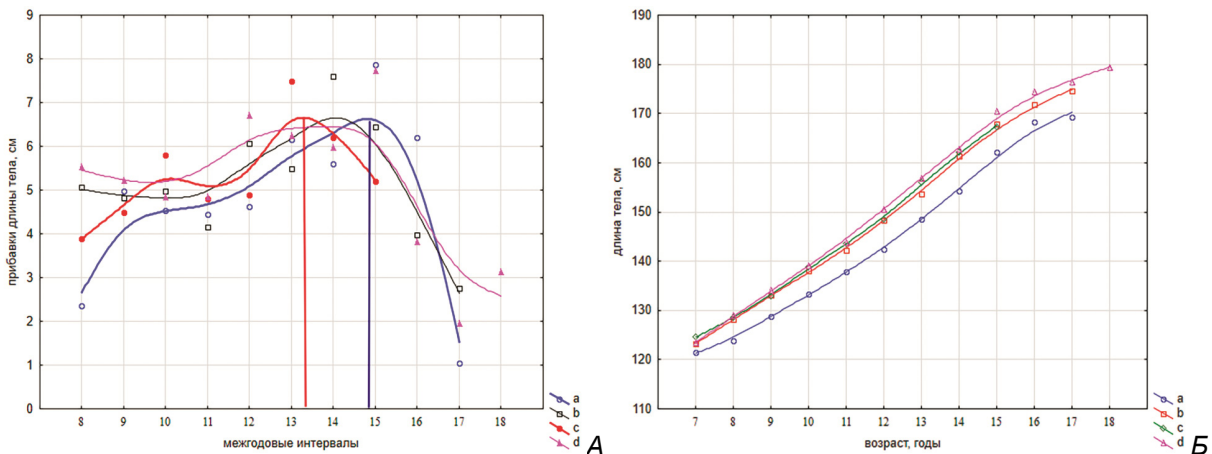 прибавки длины тела, см
9
8
7
6
5
4
3
2
1
0
8 9 10 11 12 13 14 15 16 17 18
межгодовые интервалы
a
b
c
d
А
длина тела, см
190
180
170
160
150
140
130
120
110
7 8 9 10 11 12 13 14 15 16 17 18
возраст, годы
a
b
c
d
Б